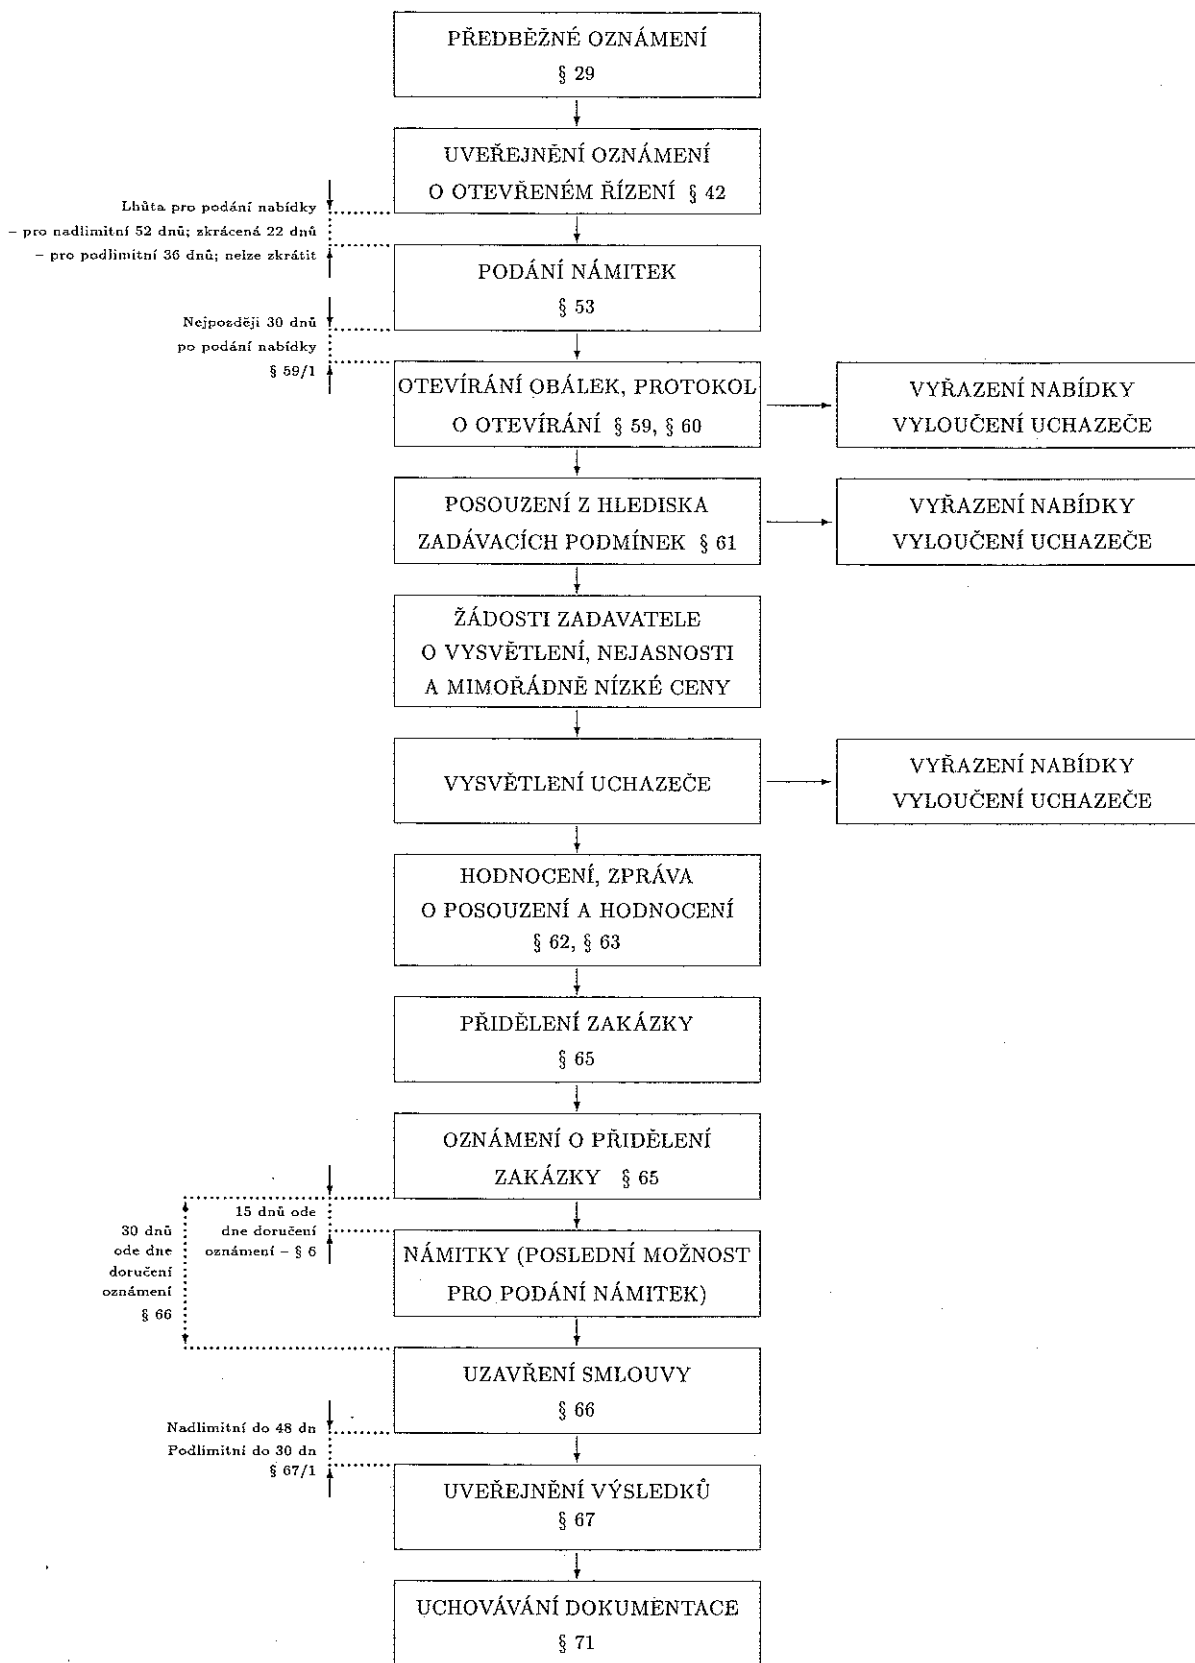 PŘEDBĚŽNÉ OZNÁMENÍ
§ 29
UVEŘEJNĚNÍ OZNÁMENÍ
O OTEVŘENÉM ŘÍZENÍ § 42
Lhůta pro podání nabídky
– pro nadlimitní 52 dnů; zkrácená 22 dnů
– pro podlimitní 36 dnů; nelze zkrátit
PODÁNÍ NÁMITEK
§ 53
Nejpozději 30 dnů
po podání nabídky
§ 59/1
OTEVÍRÁNÍ OBÁLEK, PROTOKOL
O OTEVÍRÁNÍ § 59, § 60
VYŘAZENÍ NABÍDKY
VYLOUČENÍ UCHAZEČE
POSOUZENÍ Z HLEDISKA
ZADÁVACÍCH PODMÍNEK § 61
VYŘAZENÍ NABÍDKY
VYLOUČENÍ UCHAZEČE
ŽÁDOSTI ZADAVATELE
O VYSVĚTLENÍ, NEJASNOSTI
A MIMOŘÁDNĚ NÍZKÉ CENY
VYSVĚTLENÍ UCHAZEČE
VYŘAZENÍ NABÍDKY
VYLOUČENÍ UCHAZEČE
HODNOCENÍ, ZPRÁVA
O POSOUZENÍ A HODNOCENÍ
§ 62, § 63
PŘIDĚLENÍ ZAKÁZKY
§ 65
OZNÁMENÍ O PŘIDĚLENÍ
ZAKÁZKY § 65
15 dnů ode
dne doručení
oznámení – § 6
30 dnů
ode dne
doručení
oznámení
§ 66
NÁMITKY (POSLEDNÍ MOŽNOST
PRO PODÁNÍ NÁMITEK)
UZAVŘENÍ SMLOUVY
§ 66
Nadlimitní do 48 dn
Podlimitní do 30 dn
§ 67/1
UVEŘEJNĚNÍ VÝSLEDKŮ
§ 67
UCHOVÁVÁNÍ DOKUMENTACE
§ 71